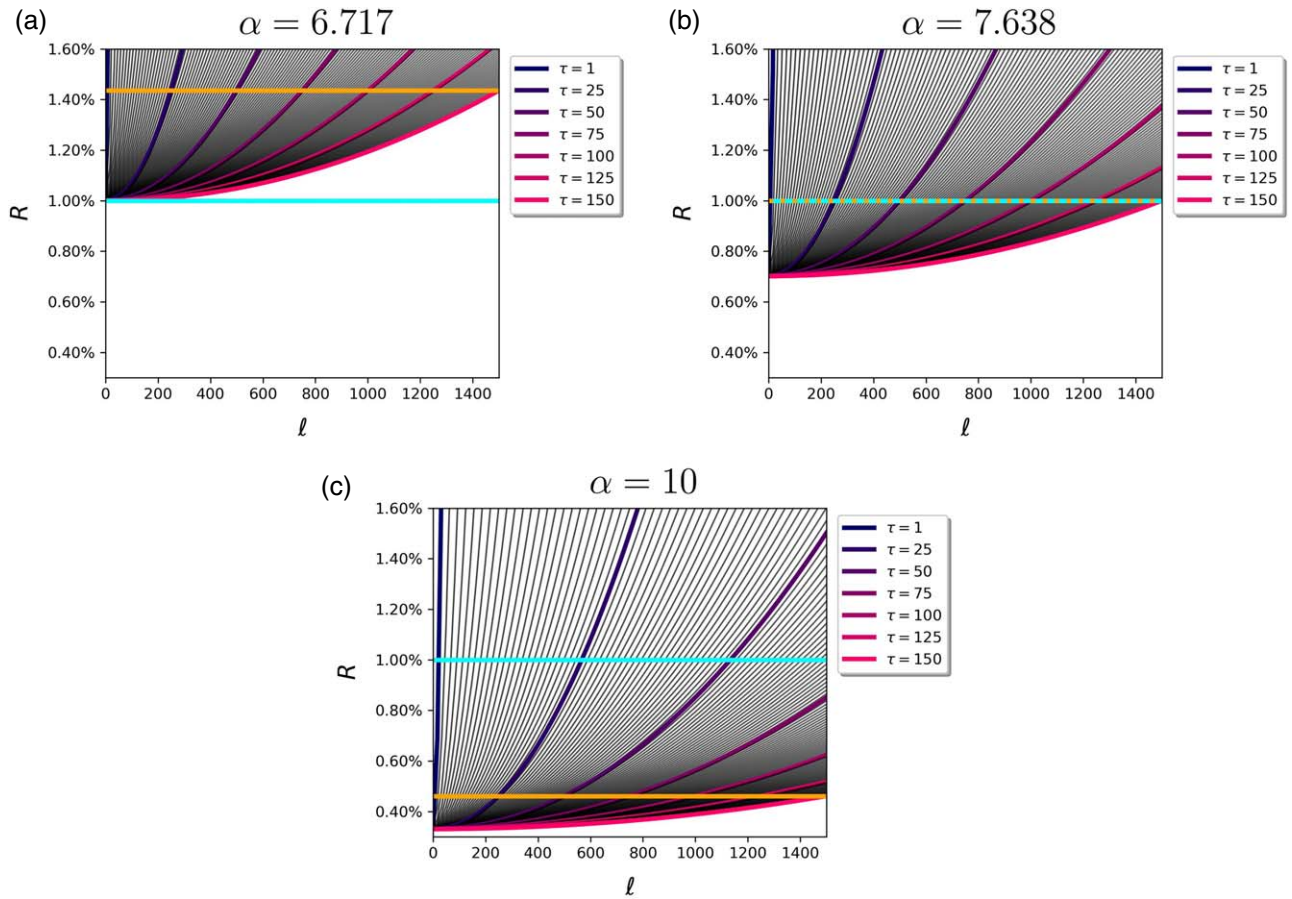 (a)
α = 6.717
1.60%
1.40%
1.20%
1.00%
0.80%
0.60%
0.40%
R
0 200 400 600 800 1000 1200 1400
ℓ
τ = 1
τ = 25
τ = 50
τ = 75
τ = 100
τ = 125
τ = 150
(b)
α = 7.638
1.60%
1.40%
1.20%
1.00%
0.80%
0.60%
0.40%
R
0 200 400 600 800 1000 1200 1400
ℓ
τ = 1
τ = 25
τ = 50
τ = 75
τ = 100
τ = 125
τ = 150
(c)
α = 10
1.60%
1.40%
1.20%
1.00%
0.80%
0.60%
0.40%
R
0 200 400 600 800 1000 1200 1400
ℓ
τ = 1
τ = 25
τ = 50
τ = 75
τ = 100
τ = 125
τ = 150